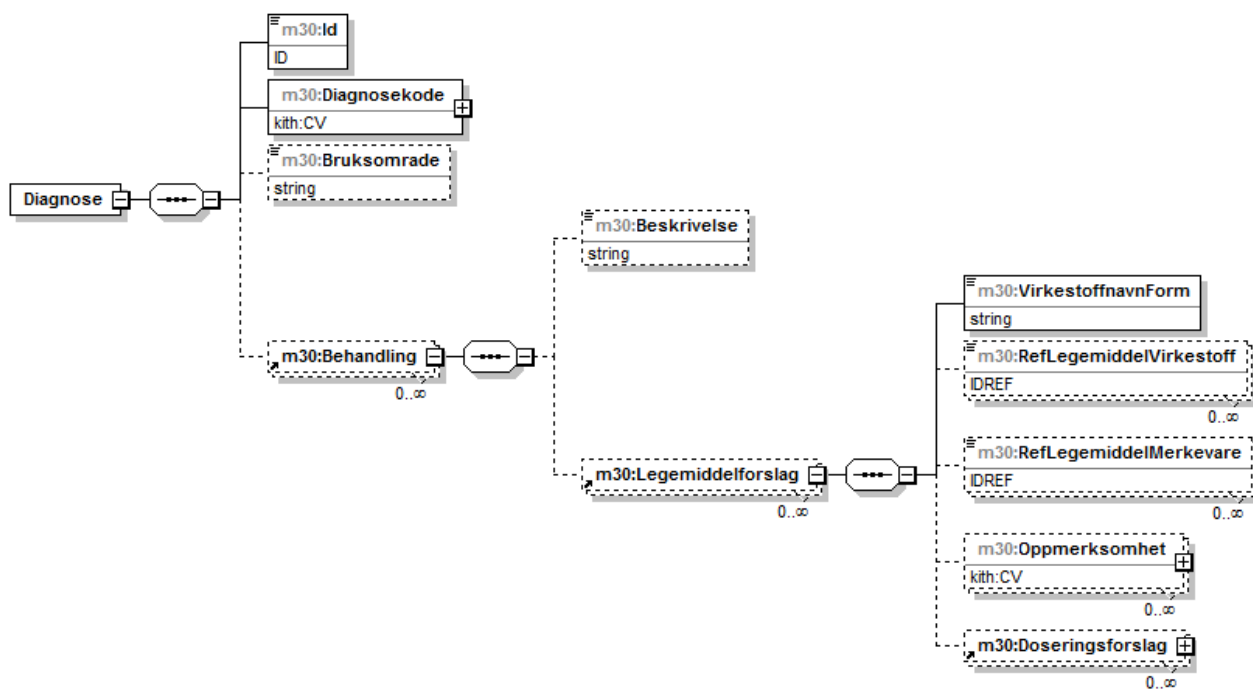 m30:Id
ID
m30:Diagnosekode
kith:CV
m30:Bruksomrade
string
Diagnose
m30:Beskrivelse
string
m30:Behandling
0..∞
m30:Legemiddelforslag
0..∞
m30:VirkestoffnavnForm
string
m30:RefLegemiddelVirkestoff
IDREF
0..∞
m30:RefLegemiddelMerkevare
IDREF
0..∞
m30:Oppmerksomhet
kith:CV
0..∞
m30:Doseringsforslag
0..∞